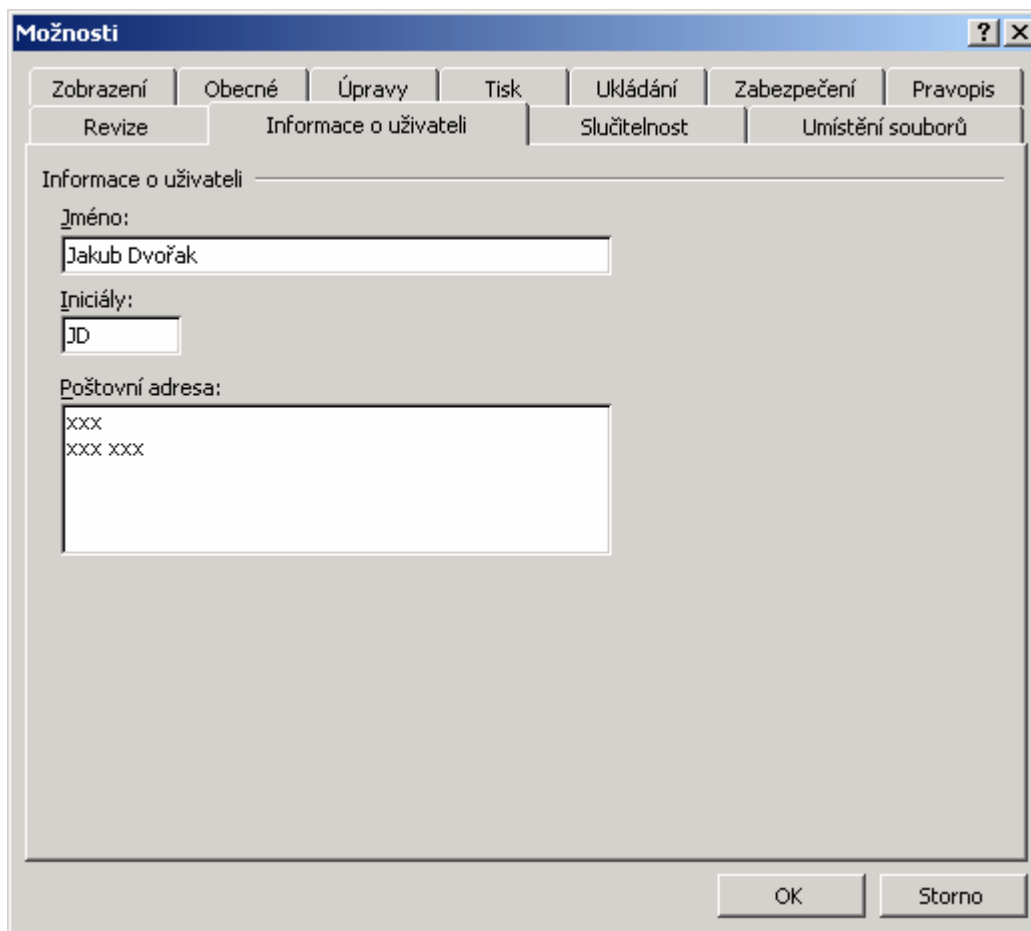 Možnosti
Zobrazení Obecné Úpravy Tisk Ukládání Zabezpečení Pravopis
Revize Informace o uživateli Slučitelnost Umístění souborů
Informace o uživateli
Jméno:
Jakub Dvořak
Iniciály:
JD
Poštovní adresa:
xxx
xxx xxx
OK Storno